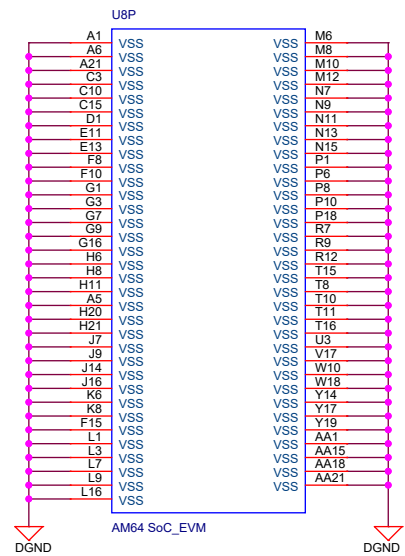 U8P
A1 VSS VSS M6
A6 VSS VSS M8
A21 VSS VSS M10
C3 VSS VSS M12
C10 VSS VSS N7
C15 VSS VSS N9
D1 VSS VSS N11
E11 VSS VSS N13
E13 VSS VSS N15
F8 VSS VSS P1
F10 VSS VSS P6
G1 VSS VSS P8
G3 VSS VSS P10
G7 VSS VSS P18
G9 VSS VSS R7
G16 VSS VSS R9
H6 VSS VSS R12
H8 VSS VSS T15
H11 VSS VSS T8
A5 VSS VSS T10
H20 VSS VSS T11
H21 VSS VSS T16
J7 VSS VSS U3
J9 VSS VSS V17
J14 VSS VSS W10
J16 VSS VSS W18
K6 VSS VSS Y14
K8 VSS VSS Y17
F15 VSS VSS Y19
L1 VSS VSS AA1
L3 VSS VSS AA15
L7 VSS VSS AA18
L9 VSS VSS AA21
L16 VSS
AM64 SoC_EVM
DGND DGND